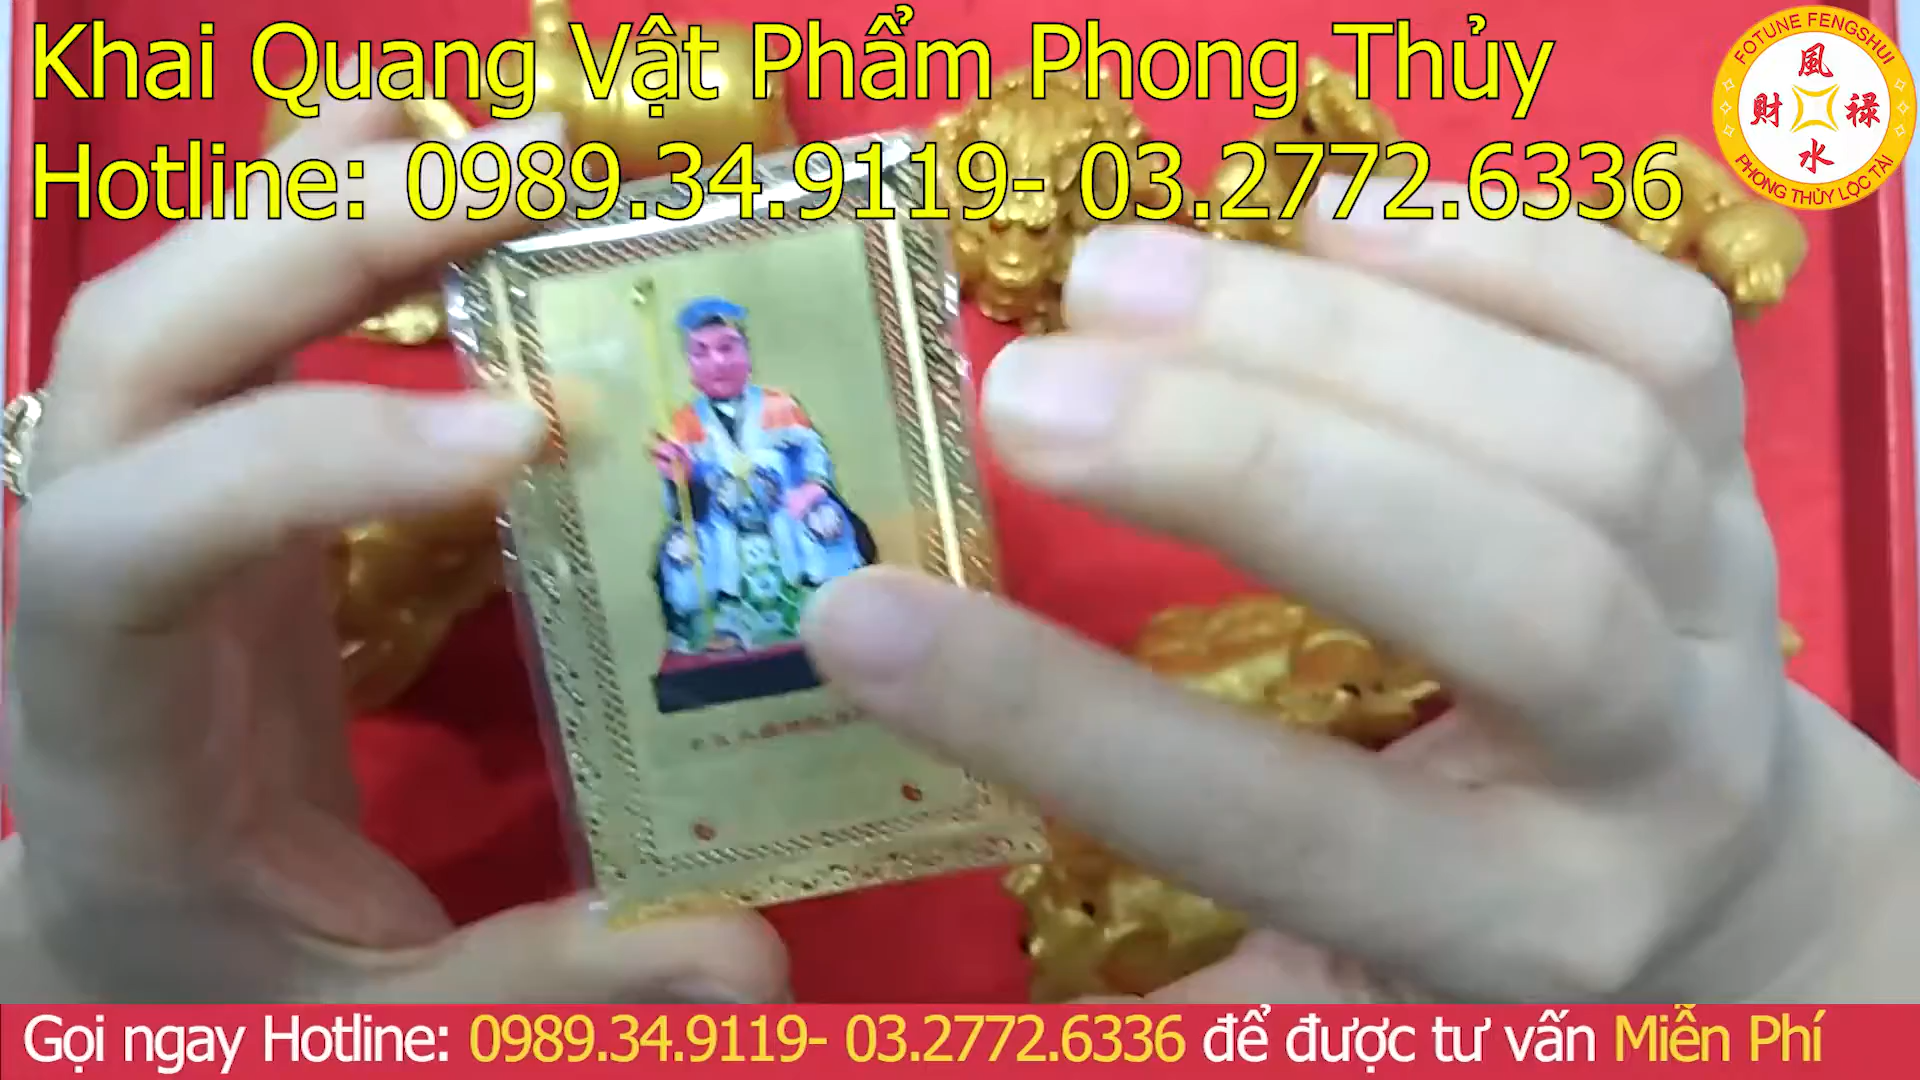 Khai Quang Vật Phẩm Phong Thủy
Hotline: 0989.34.9119- 03.2772.6336
FOTUNE FENGSHUI
風
財 禄
水
PHONG THỦY LỘC TÀI
Gọi ngay Hotline: 0989.34.9119- 03.2772.6336 để được tư vấn Miễn Phí